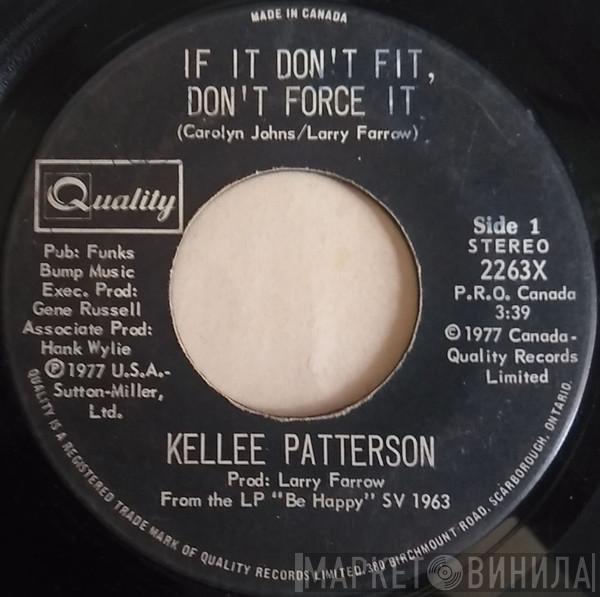 MADE IN CANADA
IF IT DON'T FIT,
DON'T FORCE IT
(Carolyn Johns/Larry Farrow)
Quality
Pub: Funks
Bump Music
Exec. Prod:
Gene Russell
Associate Prod:
Hank Wylie
Ⓟ1977 U.S.A.-
Sutton-Miller,
Ltd.
Side 1
STEREO
2263X
P.R.O. Canada
3:39
©1977 Canada-
Quality Records
Limited
KELLEE PATTERSON
Prod: Larry Farrow
From the LP "Be Happy" SV 1963
QUALITY IS A REGISTERED TRADE MARK OF QUALITY RECORDS LIMITED, 380 BIRCHMOUNT ROAD, SCARBOROUGH, ONTARIO.
МАРКЕТ ВИНИЛА